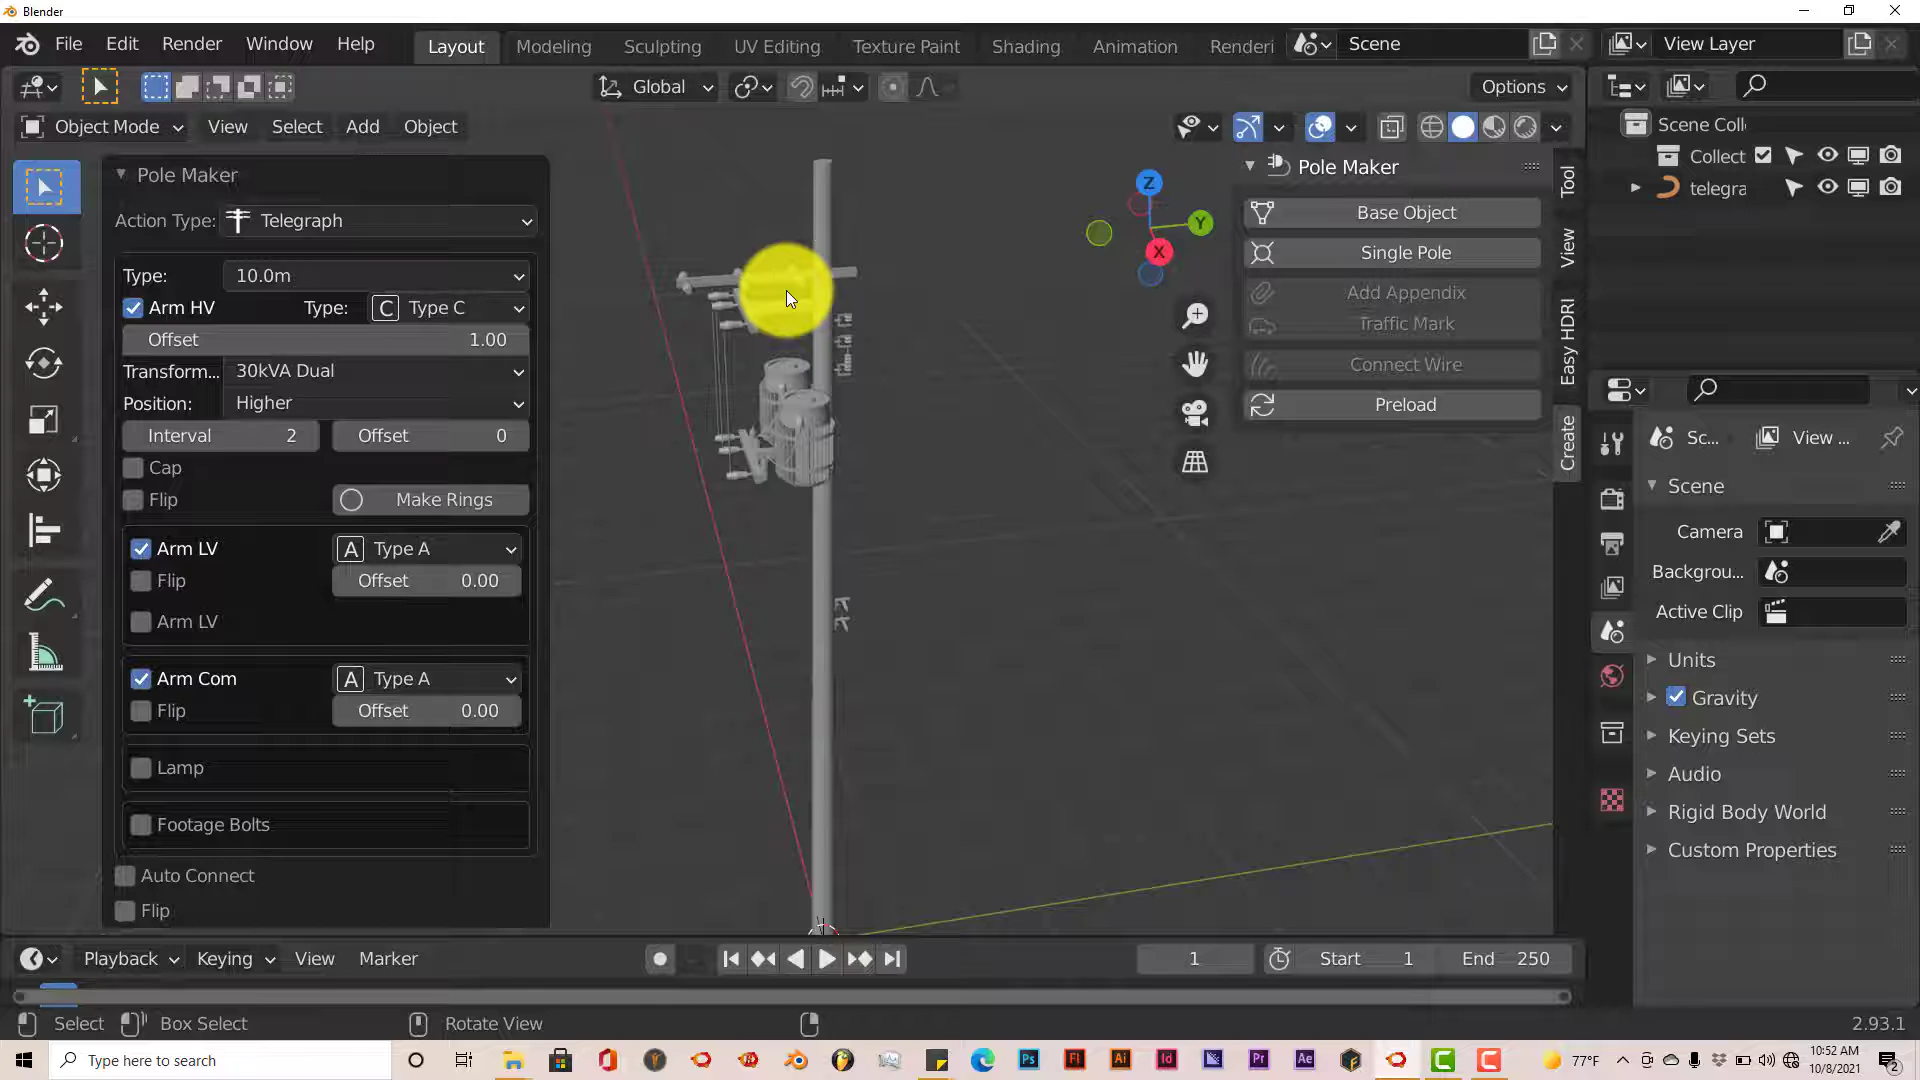 Blender
File Edit Render Window Help Layout Modeling Sculpting UV Editing Texture Paint Shading Animation Renderi Scene View Layer
Global Options
Object Mode View Select Add Object
Scene Coll
Collect
telegra
Pole Maker
Action Type: Telegraph
Type: 10.0m
Arm HV Type: C Type C
Offset 1.00
Transform... 30kVA Dual
Position: Higher
Interval 2 Offset 0
Cap
Flip Make Rings
Arm LV A Type A
Flip Offset 0.00
Arm LV
Arm Com A Type A
Flip Offset 0.00
Lamp
Footage Bolts
Auto Connect
Flip
Z
Y
X
Pole Maker
Base Object
Single Pole
Add Appendix
Traffic Mark
Connect Wire
Preload
Tool
View
Easy HDRI
Create
Sc... View ...
Scene
Camera
Backgrou...
Active Clip
Units
Gravity
Keying Sets
Audio
Rigid Body World
Custom Properties
Playback Keying View Marker 1 Start 1 End 250
Select Box Select Rotate View 2.93.1
Type here to search Ps Fl Ai Id Pr Ae 77°F 10:52 AM
10/8/2021 2